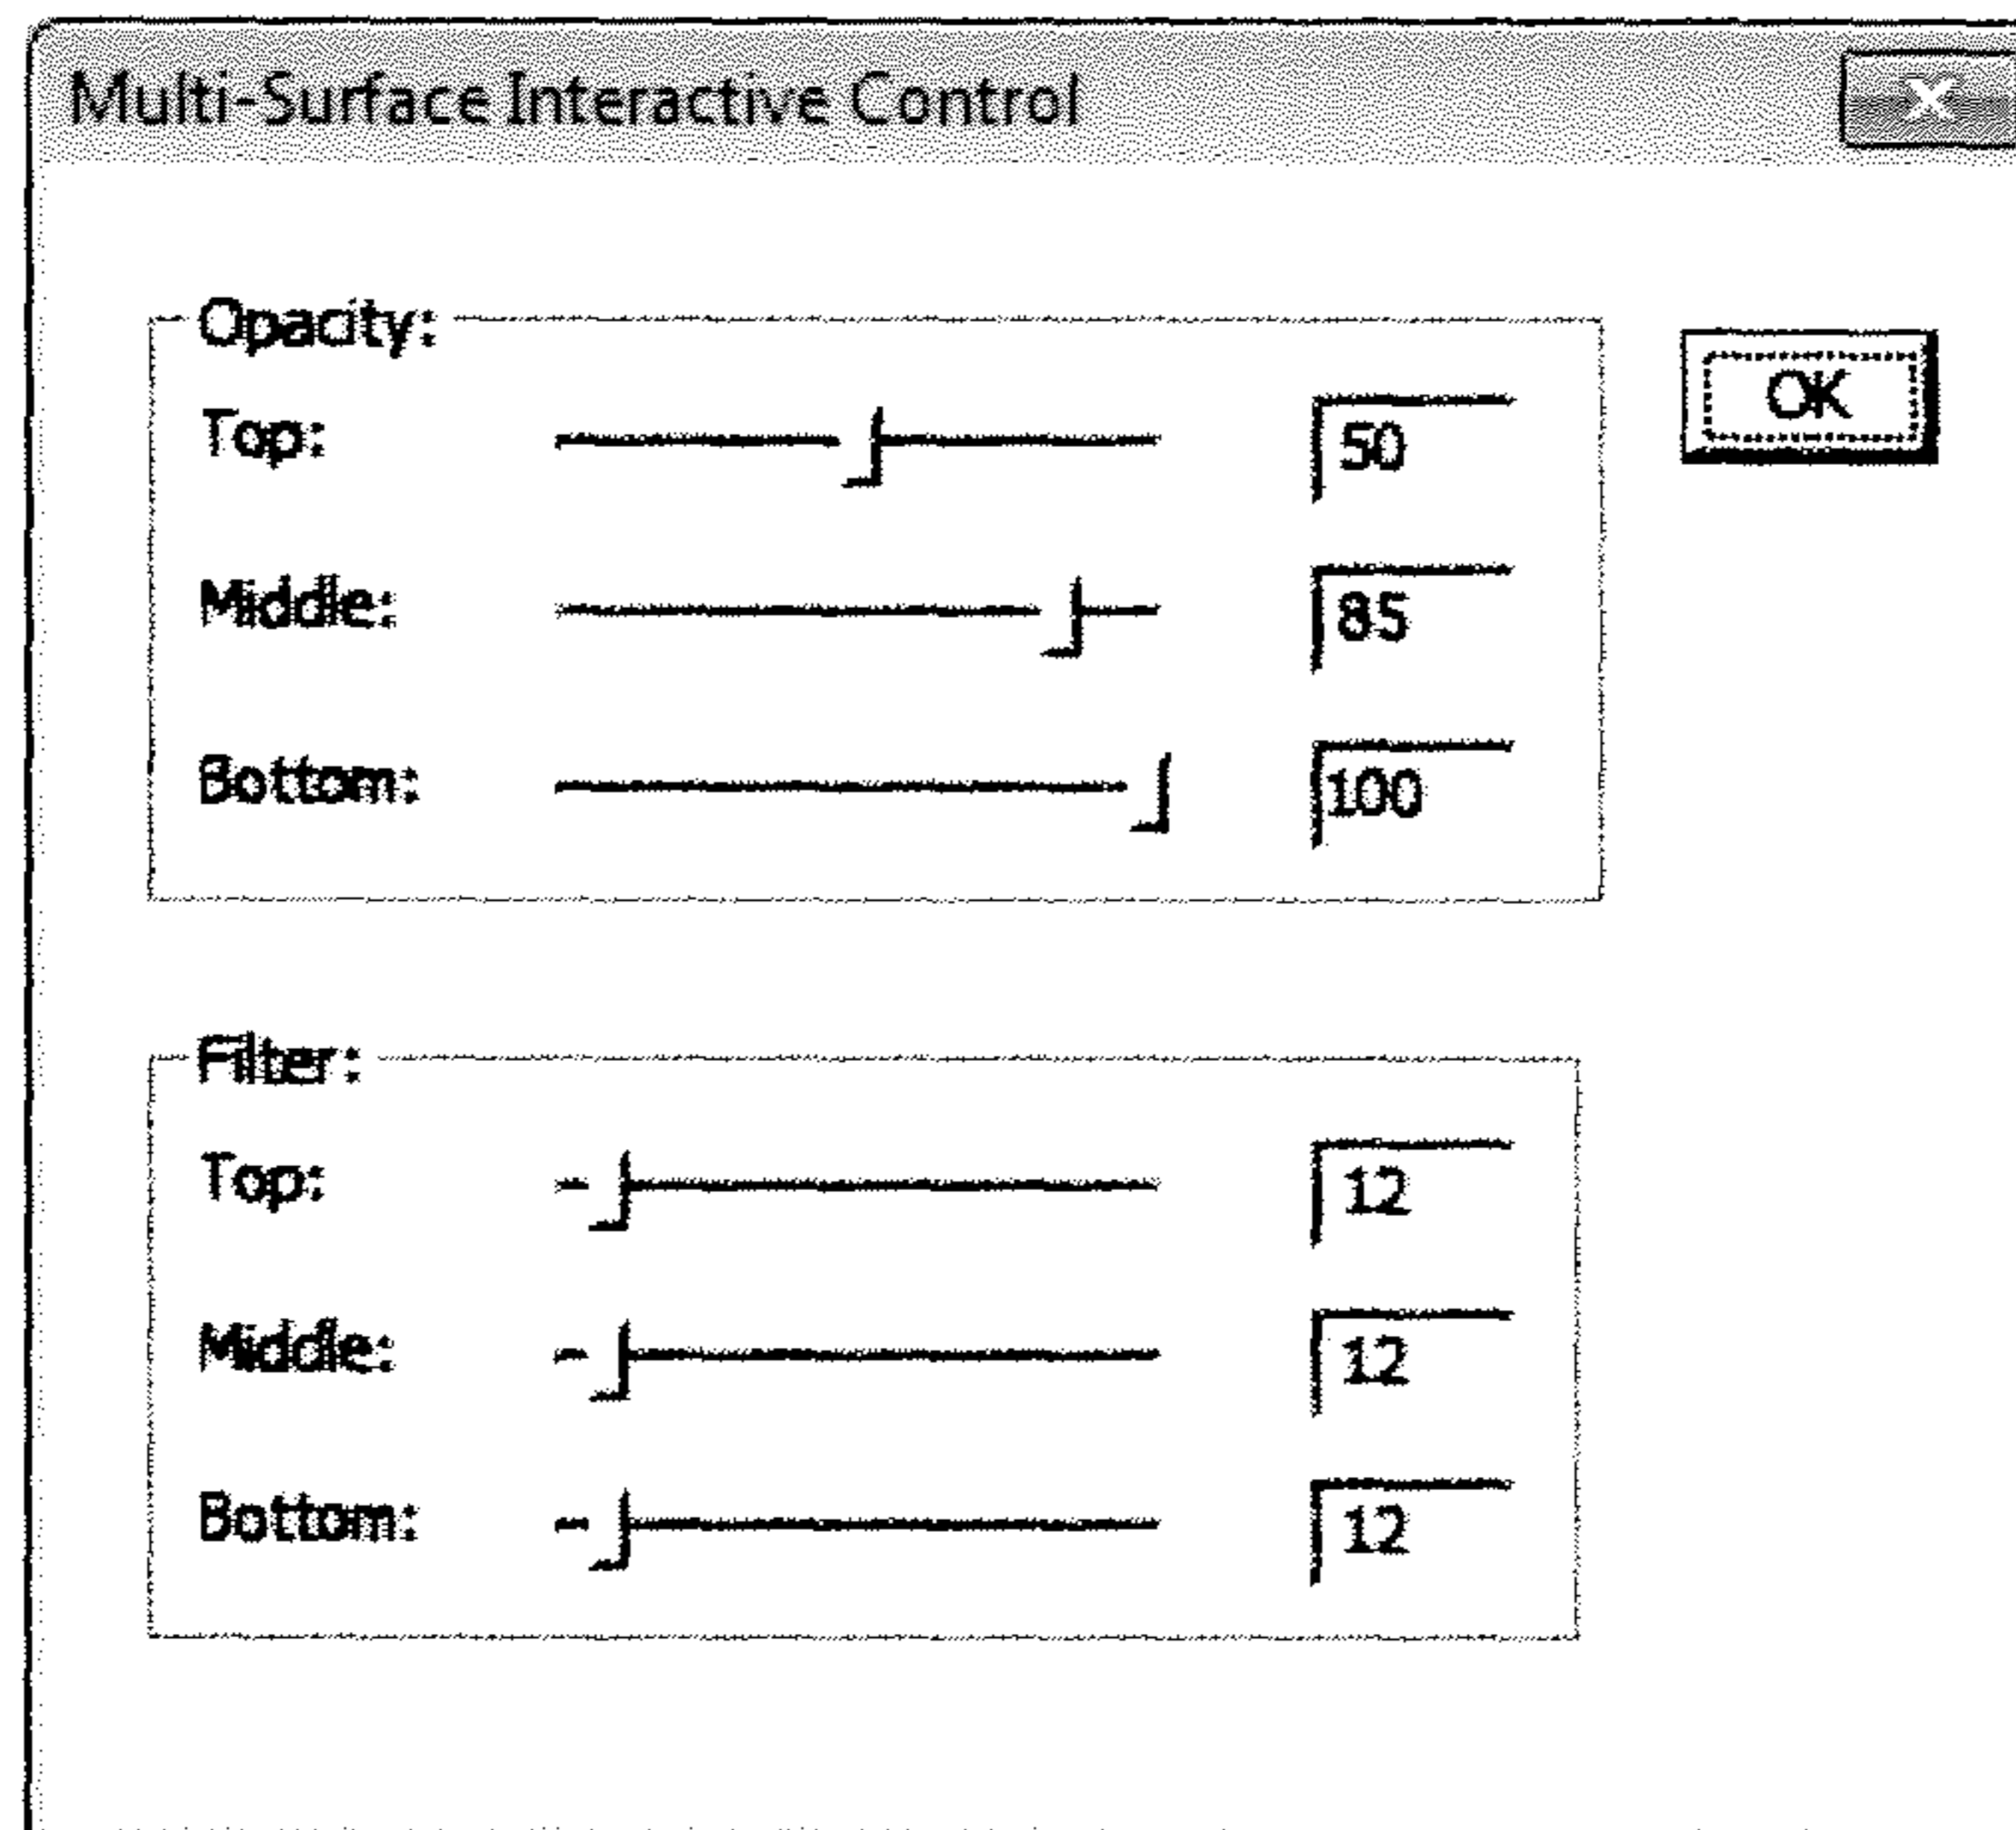 Multi-Surface Interactive Control X
Opacity:
OK
Top: 50
Middle: 85
Bottom: 100
Filter:
Top: 12
Middle: 12
Bottom: 12